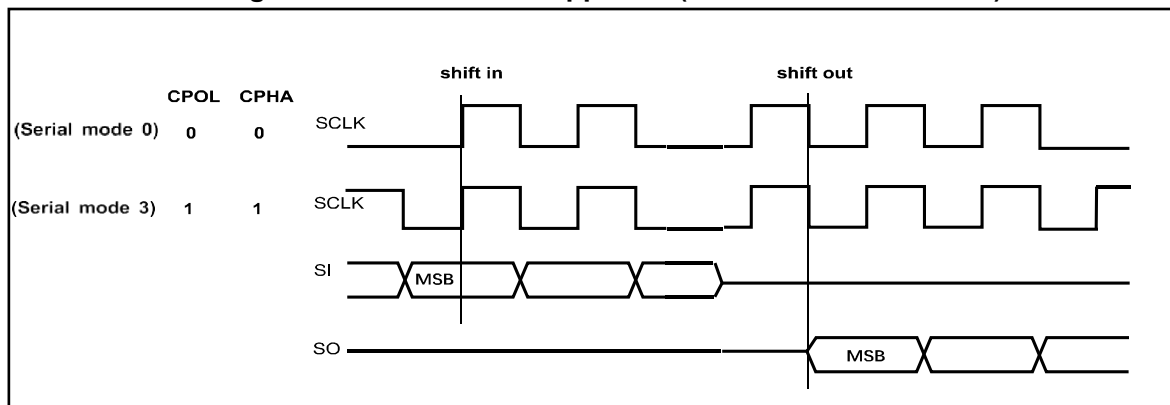 shift in shift out
CPOL CPHA
(Serial mode 0) 0 0 SCLK
(Serial mode 3) 1 1 SCLK
SI MSB
SO MSB